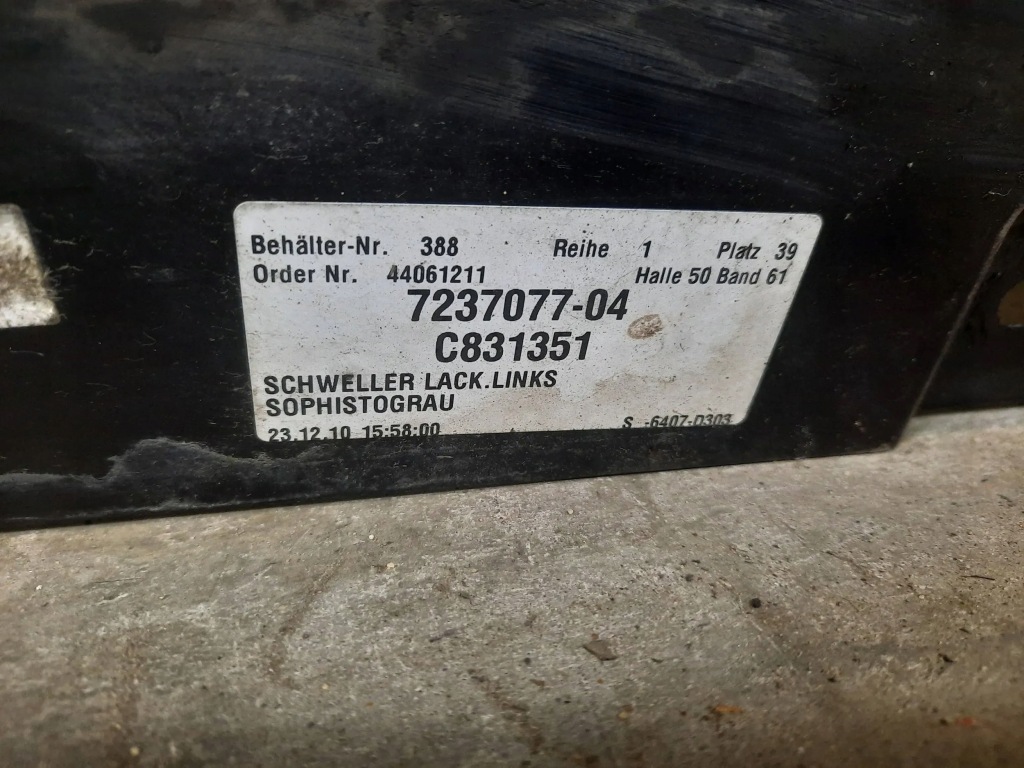 Behälter-Nr. 388 Reihe 1 Platz 39
Order Nr. 44061211 Halle 50 Band 61
7237077-04
C831351
SCHWELLER LACK.LINKS
SOPHISTOGRAU
23.12.10 15:58:00 S -6407-D303